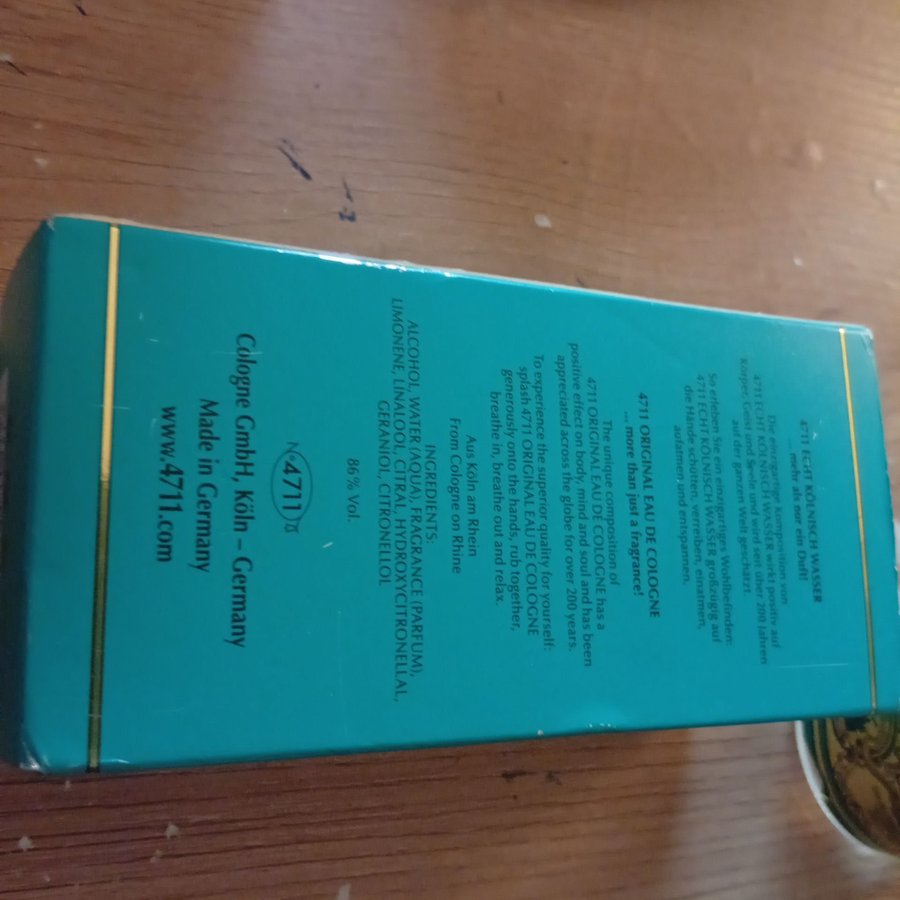 4711 ECHT KÖLNISCH WASSER
... mehr als nur ein Duft!
Die einzigartige Komposition von
4711 ECHT KÖLNISCH WASSER wirkt positiv auf
Körper, Geist und Seele und wird seit über 200 Jahren
auf der ganzen Welt geschätzt.
So erleben Sie ein einzigartiges Wohlbefinden:
4711 ECHT KÖLNISCH WASSER großzügig auf
die Hände schütten, verreiben, einatmen,
aufatmen und entspannen.
4711 ORIGINAL EAU DE COLOGNE
... more than just a fragrance!
The unique composition of
4711 ORIGINAL EAU DE COLOGNE has a
positive effect on body, mind and soul and has been
appreciated across the globe for over 200 years.
To experience the superior quality for yourself:
splash 4711 ORIGINAL EAU DE COLOGNE
generously onto the hands, rub together,
breathe in, breathe out and relax.
Aus Köln am Rhein
From Cologne on Rhine
INGREDIENTS:
ALCOHOL, WATER (AQUA), FRAGRANCE (PARFUM),
LIMONENE, LINALOOL, CITRAL, HYDROXYCITRONELLAL,
GERANIOL, CITRONELLOL
86% Vol.
Nº4711
Cologne GmbH, Köln – Germany
Made in Germany
www.4711.com